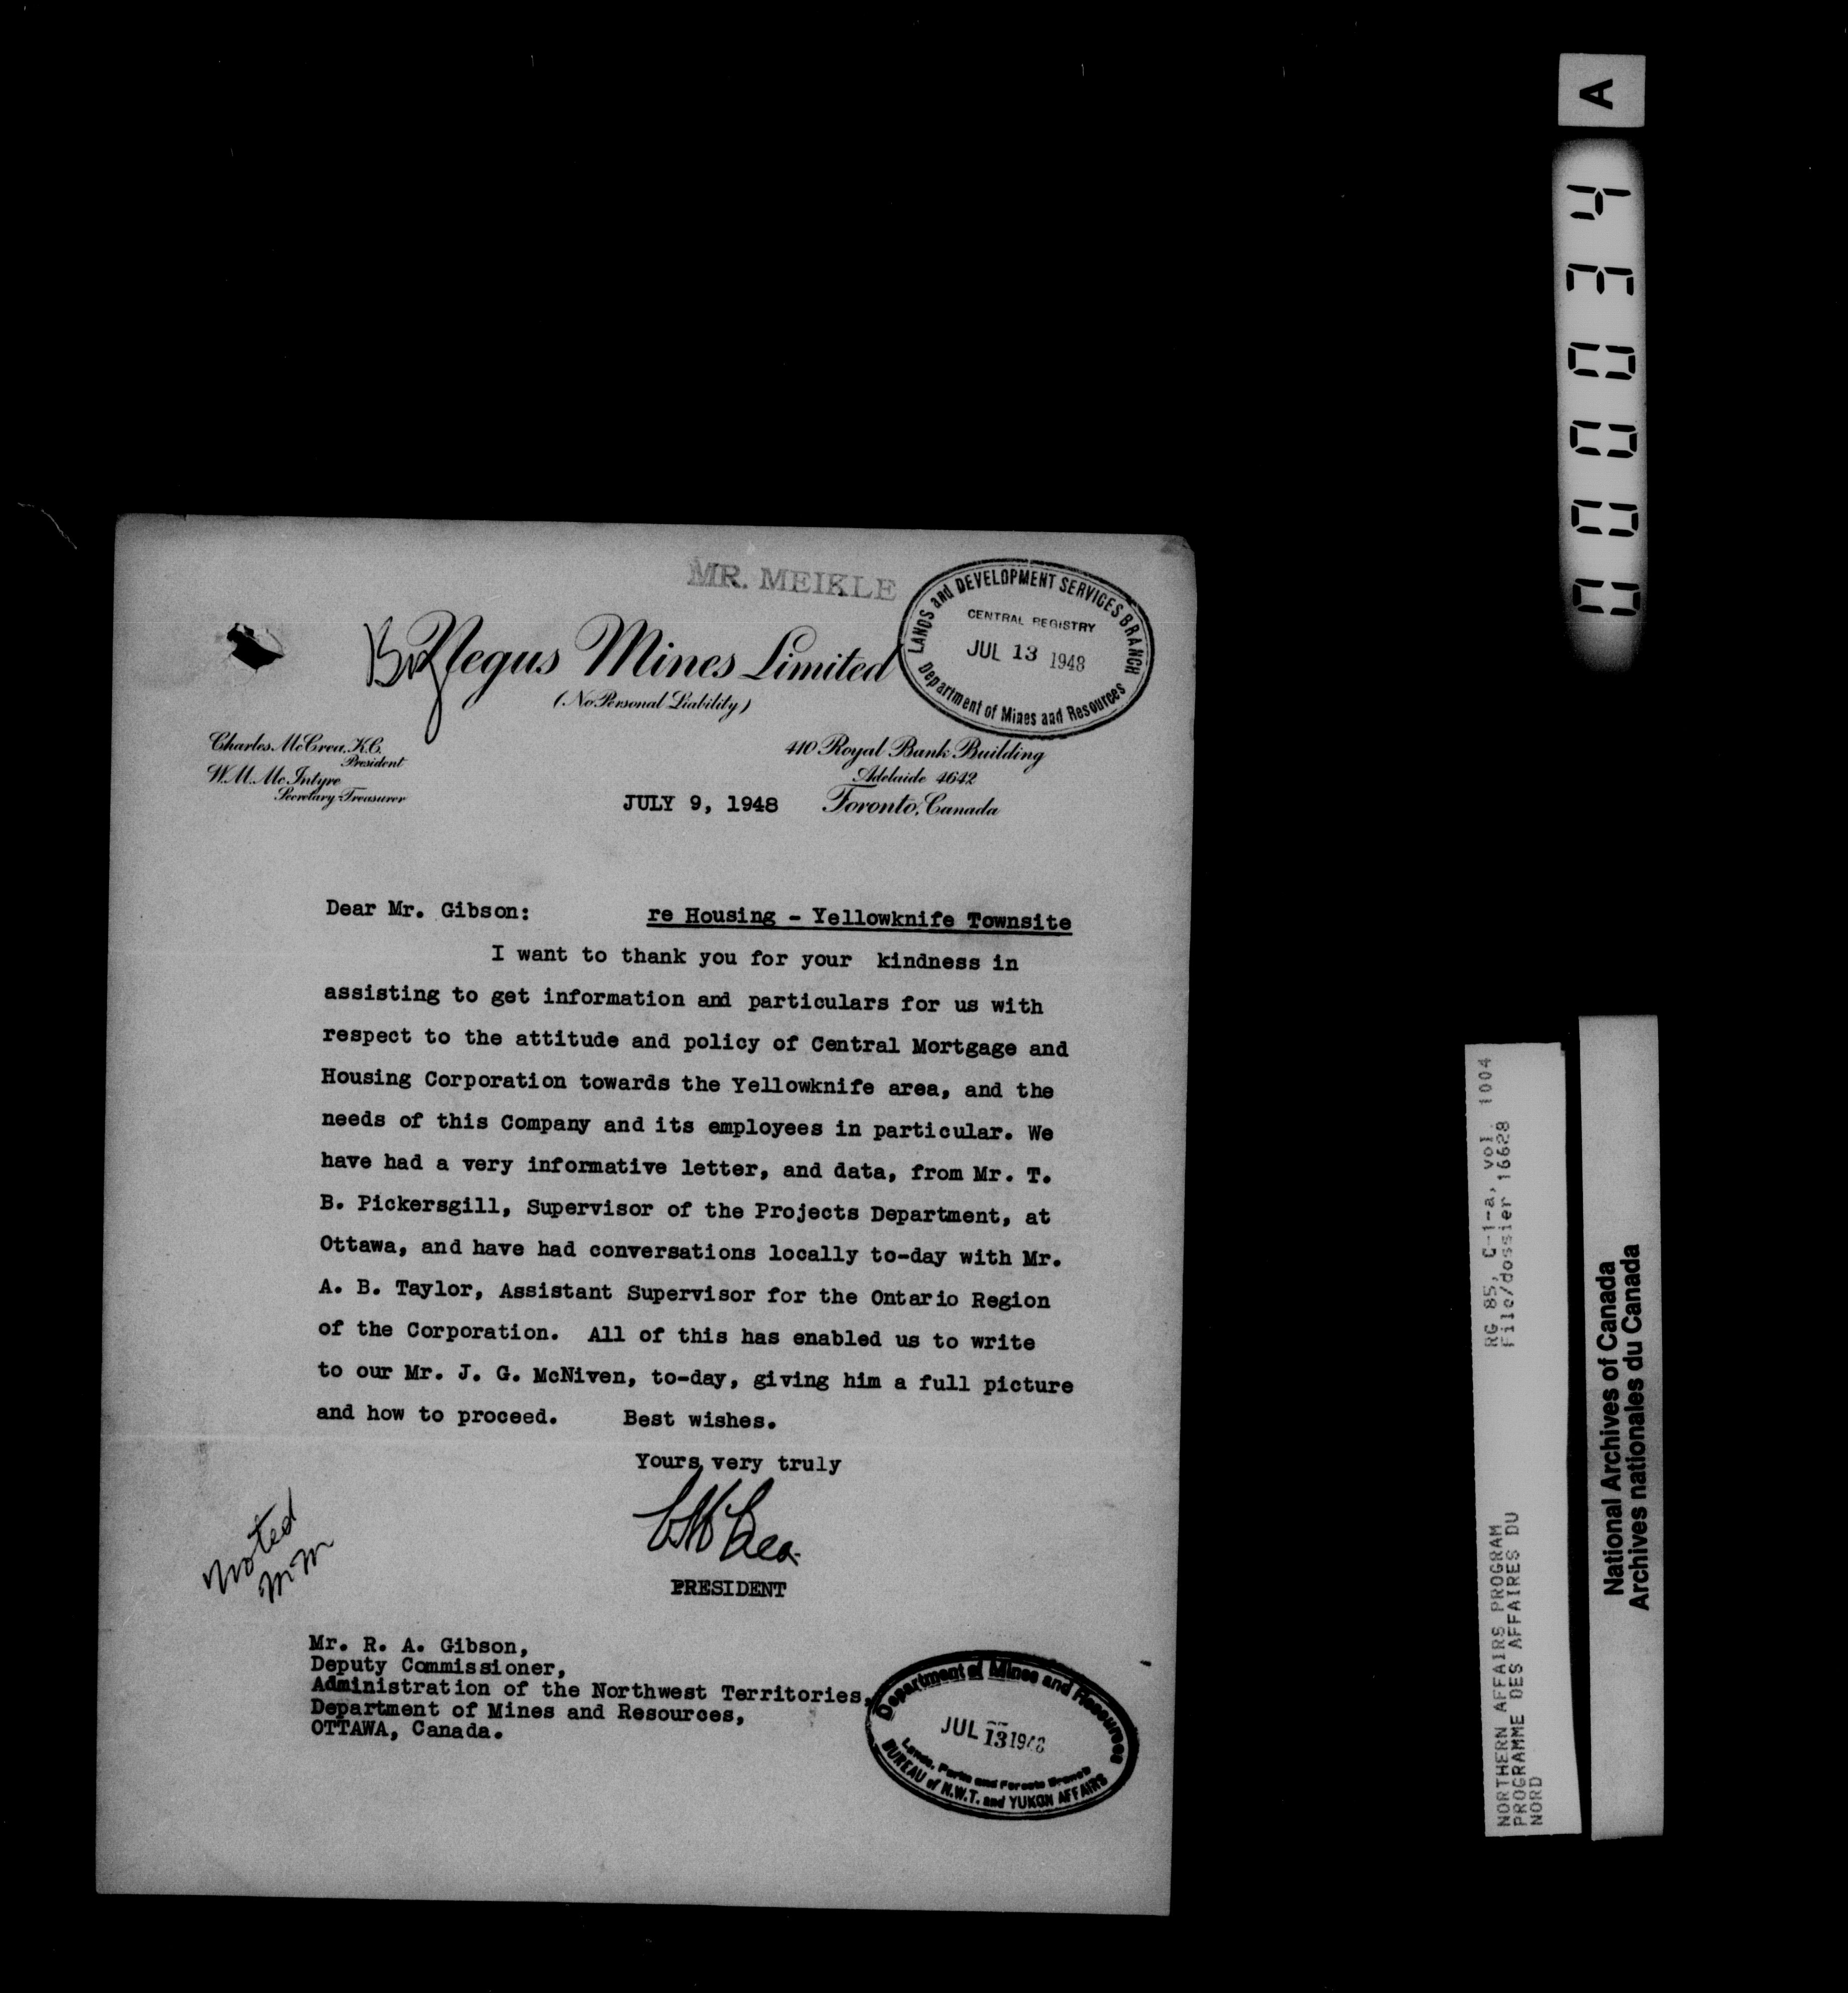 MR. MEIKLE
LANDS and DEVELOPMENT SERVICES BRANCH
CENTRAL REGISTRY
JUL 13 1948
Department of Mines and Resources
Negus Mines Limited
(No Personal Liability)
Charles McCrea, K.C.
President
W.M. McIntyre
Secretary-Treasurer
410 Royal Bank Building
Adelaide 4642
Toronto, Canada
JULY 9, 1948
Dear Mr. Gibson:
re Housing - Yellowknife Townsite
I want to thank you for your kindness in
assisting to get information and particulars for us with
respect to the attitude and policy of Central Mortgage and
Housing Corporation towards the Yellowknife area, and the
needs of this Company and its employees in particular. We
have had a very informative letter, and data, from Mr. T.
B. Pickersgill, Supervisor of the Projects Department, at
Ottawa, and have had conversations locally to-day with Mr.
A. B. Taylor, Assistant Supervisor for the Ontario Region
of the Corporation. All of this has enabled us to write
to our Mr. J. G. McNiven, to-day, giving him a full picture
and how to proceed. Best wishes.
Yours very truly
C McCrea.
PRESIDENT
Noted
Mr. R. A. Gibson,
Deputy Commissioner,
Administration of the Northwest Territories,
Department of Mines and Resources,
OTTAWA, Canada.
Department of Mines and Resources
JUL 13 1948
Lands, Parks and Forests Branch
BUREAU of N.W.T. and YUKON AFFAIRS
A
RG 85, C-1-a, vol. 1004
File/dossier 16628
NORTHERN AFFAIRS PROGRAM
PROGRAMME DES AFFAIRES DU
NORD
National Archives of Canada
Archives nationales du Canada